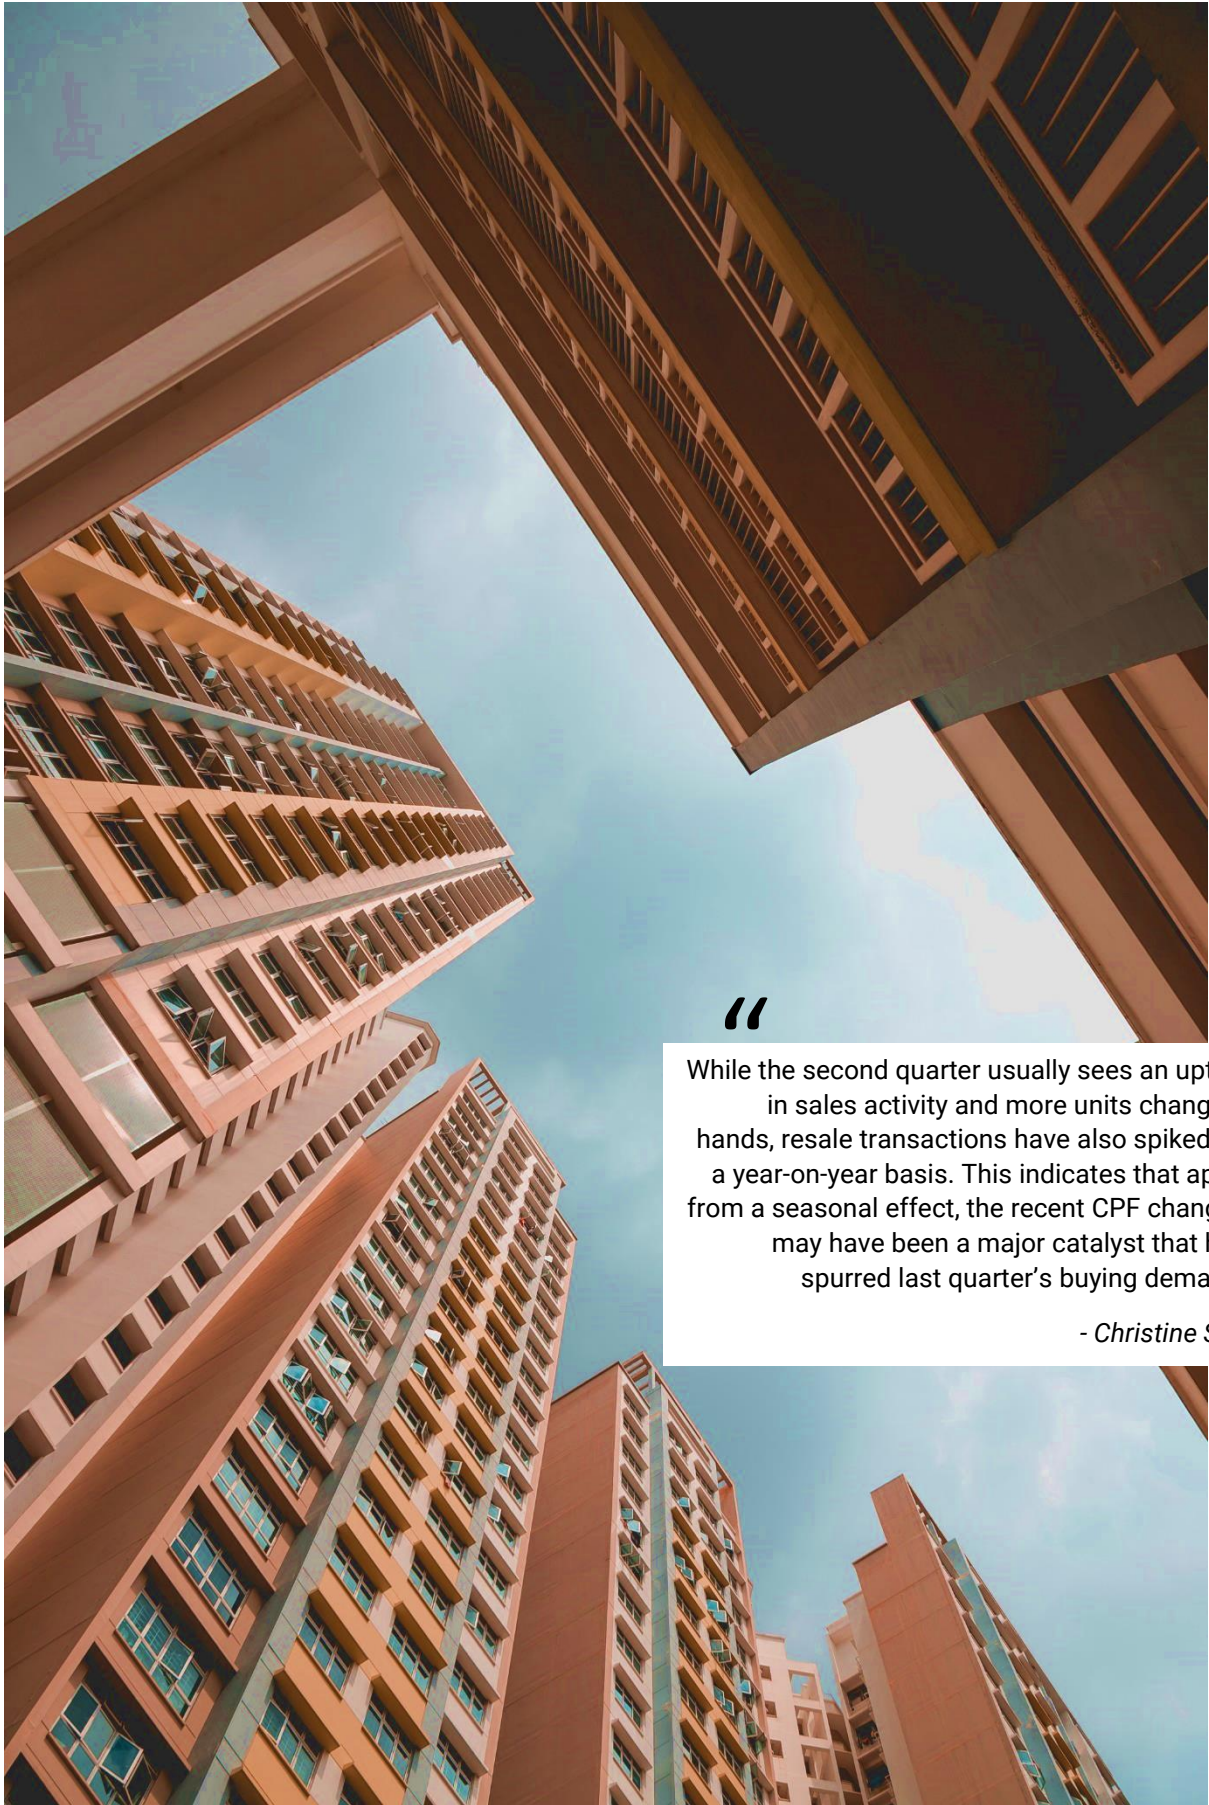 “
While the second quarter usually sees an upt
in sales activity and more units chang
hands, resale transactions have also spiked
a year-on-year basis. This indicates that ap
from a seasonal effect, the recent CPF chang
may have been a major catalyst that h
spurred last quarter’s buying dema
- Christine S